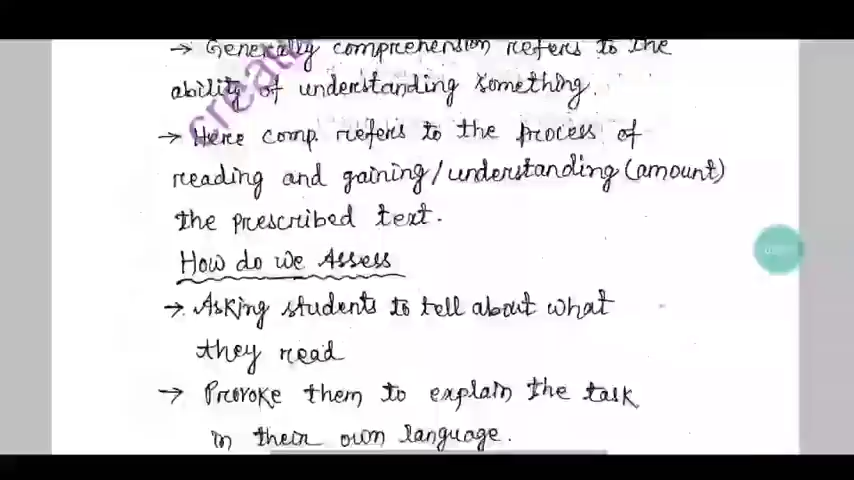 → Generally comprehension refers to the
ability of understanding something.
→ Here comp refers to the process of
reading and gaining/understanding (amount)
the prescribed text.
How do we Assess
→ Asking students to tell about what
they read
→ Provoke them to explain the task
in their own language.